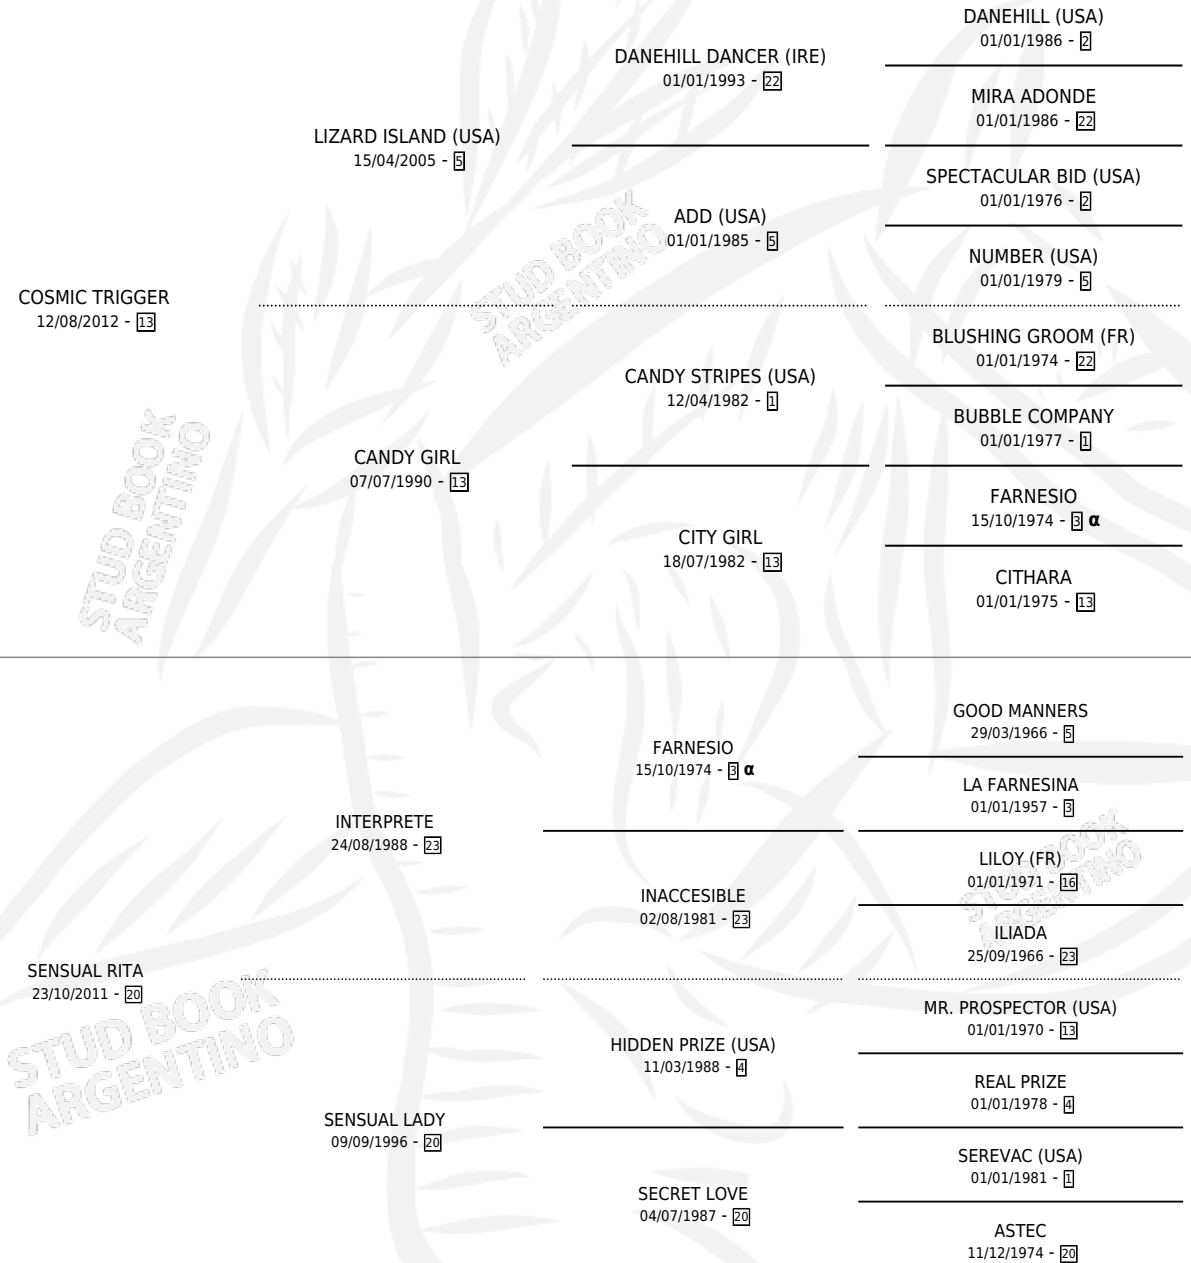 DANEHILL (USA)
01/01/1986 - 2
DANEHILL DANCER (IRE)
01/01/1993 - 22
MIRA ADONDE
01/01/1986 - 22
LIZARD ISLAND (USA)
15/04/2005 - 5
SPECTACULAR BID (USA)
01/01/1976 - 2
ADD (USA)
01/01/1985 - 5
NUMBER (USA)
01/01/1979 - 5
STUD BOOK
ARGENTINO
COSMIC TRIGGER
12/08/2012 - 13
BLUSHING GROOM (FR)
01/01/1974 - 22
CANDY STRIPES (USA)
12/04/1982 - 1
BUBBLE COMPANY
01/01/1977 - 1
CANDY GIRL
07/07/1990 - 13
FARNESIO
15/10/1974 - 3 α
CITY GIRL
18/07/1982 - 13
CITHARA
01/01/1975 - 13
STUD BOOK
ARGENTINO
GOOD MANNERS
29/03/1966 - 5
FARNESIO
15/10/1974 - 3 α
LA FARNESINA
01/01/1957 - 3
INTERPRETE
24/08/1988 - 23
LILOY (FR)
01/01/1971 - 16
INACCESIBLE
02/08/1981 - 23
ILIADA
25/09/1966 - 23
STUD BOOK
ARGENTINO
SENSUAL RITA
23/10/2011 - 20
MR. PROSPECTOR (USA)
01/01/1970 - 13
HIDDEN PRIZE (USA)
11/03/1988 - 4
REAL PRIZE
01/01/1978 - 4
SENSUAL LADY
09/09/1996 - 20
SEREVAC (USA)
01/01/1981 - 1
SECRET LOVE
04/07/1987 - 20
ASTEC
11/12/1974 - 20
STUD BOOK
ARGENTINO